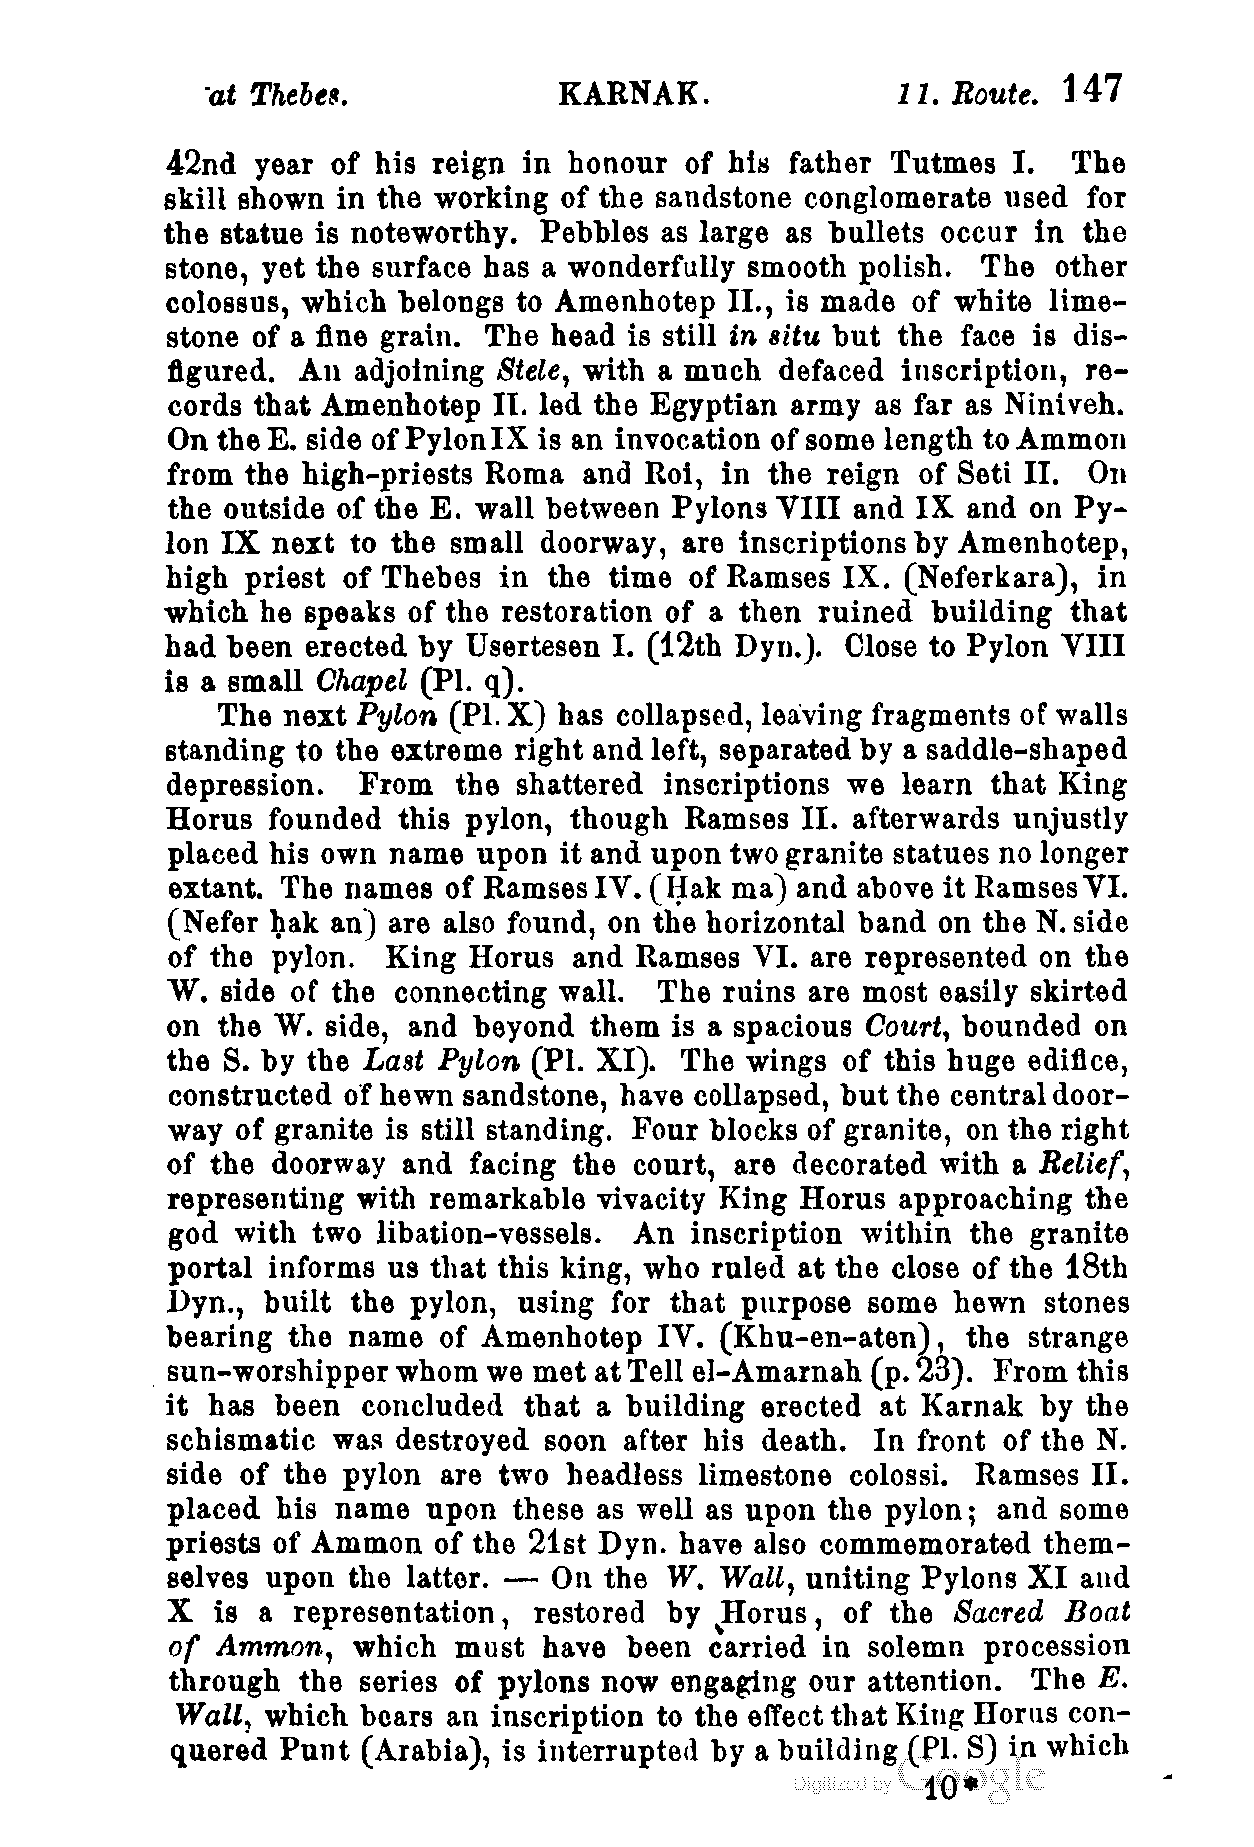 at Thebes. KARNAK. 11. Route. 147
42nd year of his reign in honour of his father Tutmes I. The
skill shown in the working of the sandstone conglomerate used for
the statue is noteworthy. Pebbles as large as bullets occur in the
stone, yet the surface has a wonderfully smooth polish. The other
colossus, which belongs to Amenhotep II., is made of white lime-
stone of a fine grain. The head is still in situ but the face is dis-
figured. An adjoining Stele, with a much defaced inscription, re-
cords that Amenhotep II. led the Egyptian army as far as Niniveh.
On the E. side of Pylon IX is an invocation of some length to Ammon
from the high-priests Roma and Roi, in the reign of Seti II. On
the outside of the E. wall between Pylons VIII and IX and on Py-
lon IX next to the small doorway, are inscriptions by Amenhotep,
high priest of Thebes in the time of Ramses IX. (Neferkara), in
which he speaks of the restoration of a then ruined building that
had been erected by Usertesen I. (12th Dyn.). Close to Pylon VIII
is a small Chapel (Pl. q).
The next Pylon (Pl. X) has collapsed, leaving fragments of walls
standing to the extreme right and left, separated by a saddle-shaped
depression. From the shattered inscriptions we learn that King
Horus founded this pylon, though Ramses II. afterwards unjustly
placed his own name upon it and upon two granite statues no longer
extant. The names of Ramses IV. (Ḥak ma) and above it Ramses VI.
(Nefer ḥak an) are also found, on the horizontal band on the N. side
of the pylon. King Horus and Ramses VI. are represented on the
W. side of the connecting wall. The ruins are most easily skirted
on the W. side, and beyond them is a spacious Court, bounded on
the S. by the Last Pylon (Pl. XI). The wings of this huge edifice,
constructed of hewn sandstone, have collapsed, but the central door-
way of granite is still standing. Four blocks of granite, on the right
of the doorway and facing the court, are decorated with a Relief,
representing with remarkable vivacity King Horus approaching the
god with two libation-vessels. An inscription within the granite
portal informs us that this king, who ruled at the close of the 18th
Dyn., built the pylon, using for that purpose some hewn stones
bearing the name of Amenhotep IV. (Khu-en-aten), the strange
sun-worshipper whom we met at Tell el-Amarnah (p. 23). From this
it has been concluded that a building erected at Karnak by the
schismatic was destroyed soon after his death. In front of the N.
side of the pylon are two headless limestone colossi. Ramses II.
placed his name upon these as well as upon the pylon; and some
priests of Ammon of the 21st Dyn. have also commemorated them-
selves upon the latter. — On the W. Wall, uniting Pylons XI and
X is a representation, restored by Horus, of the Sacred Boat
of Ammon, which must have been carried in solemn procession
through the series of pylons now engaging our attention. The E.
Wall, which bears an inscription to the effect that King Horus con-
quered Punt (Arabia), is interrupted by a building (Pl. S) in which
Digitized by Google
10*